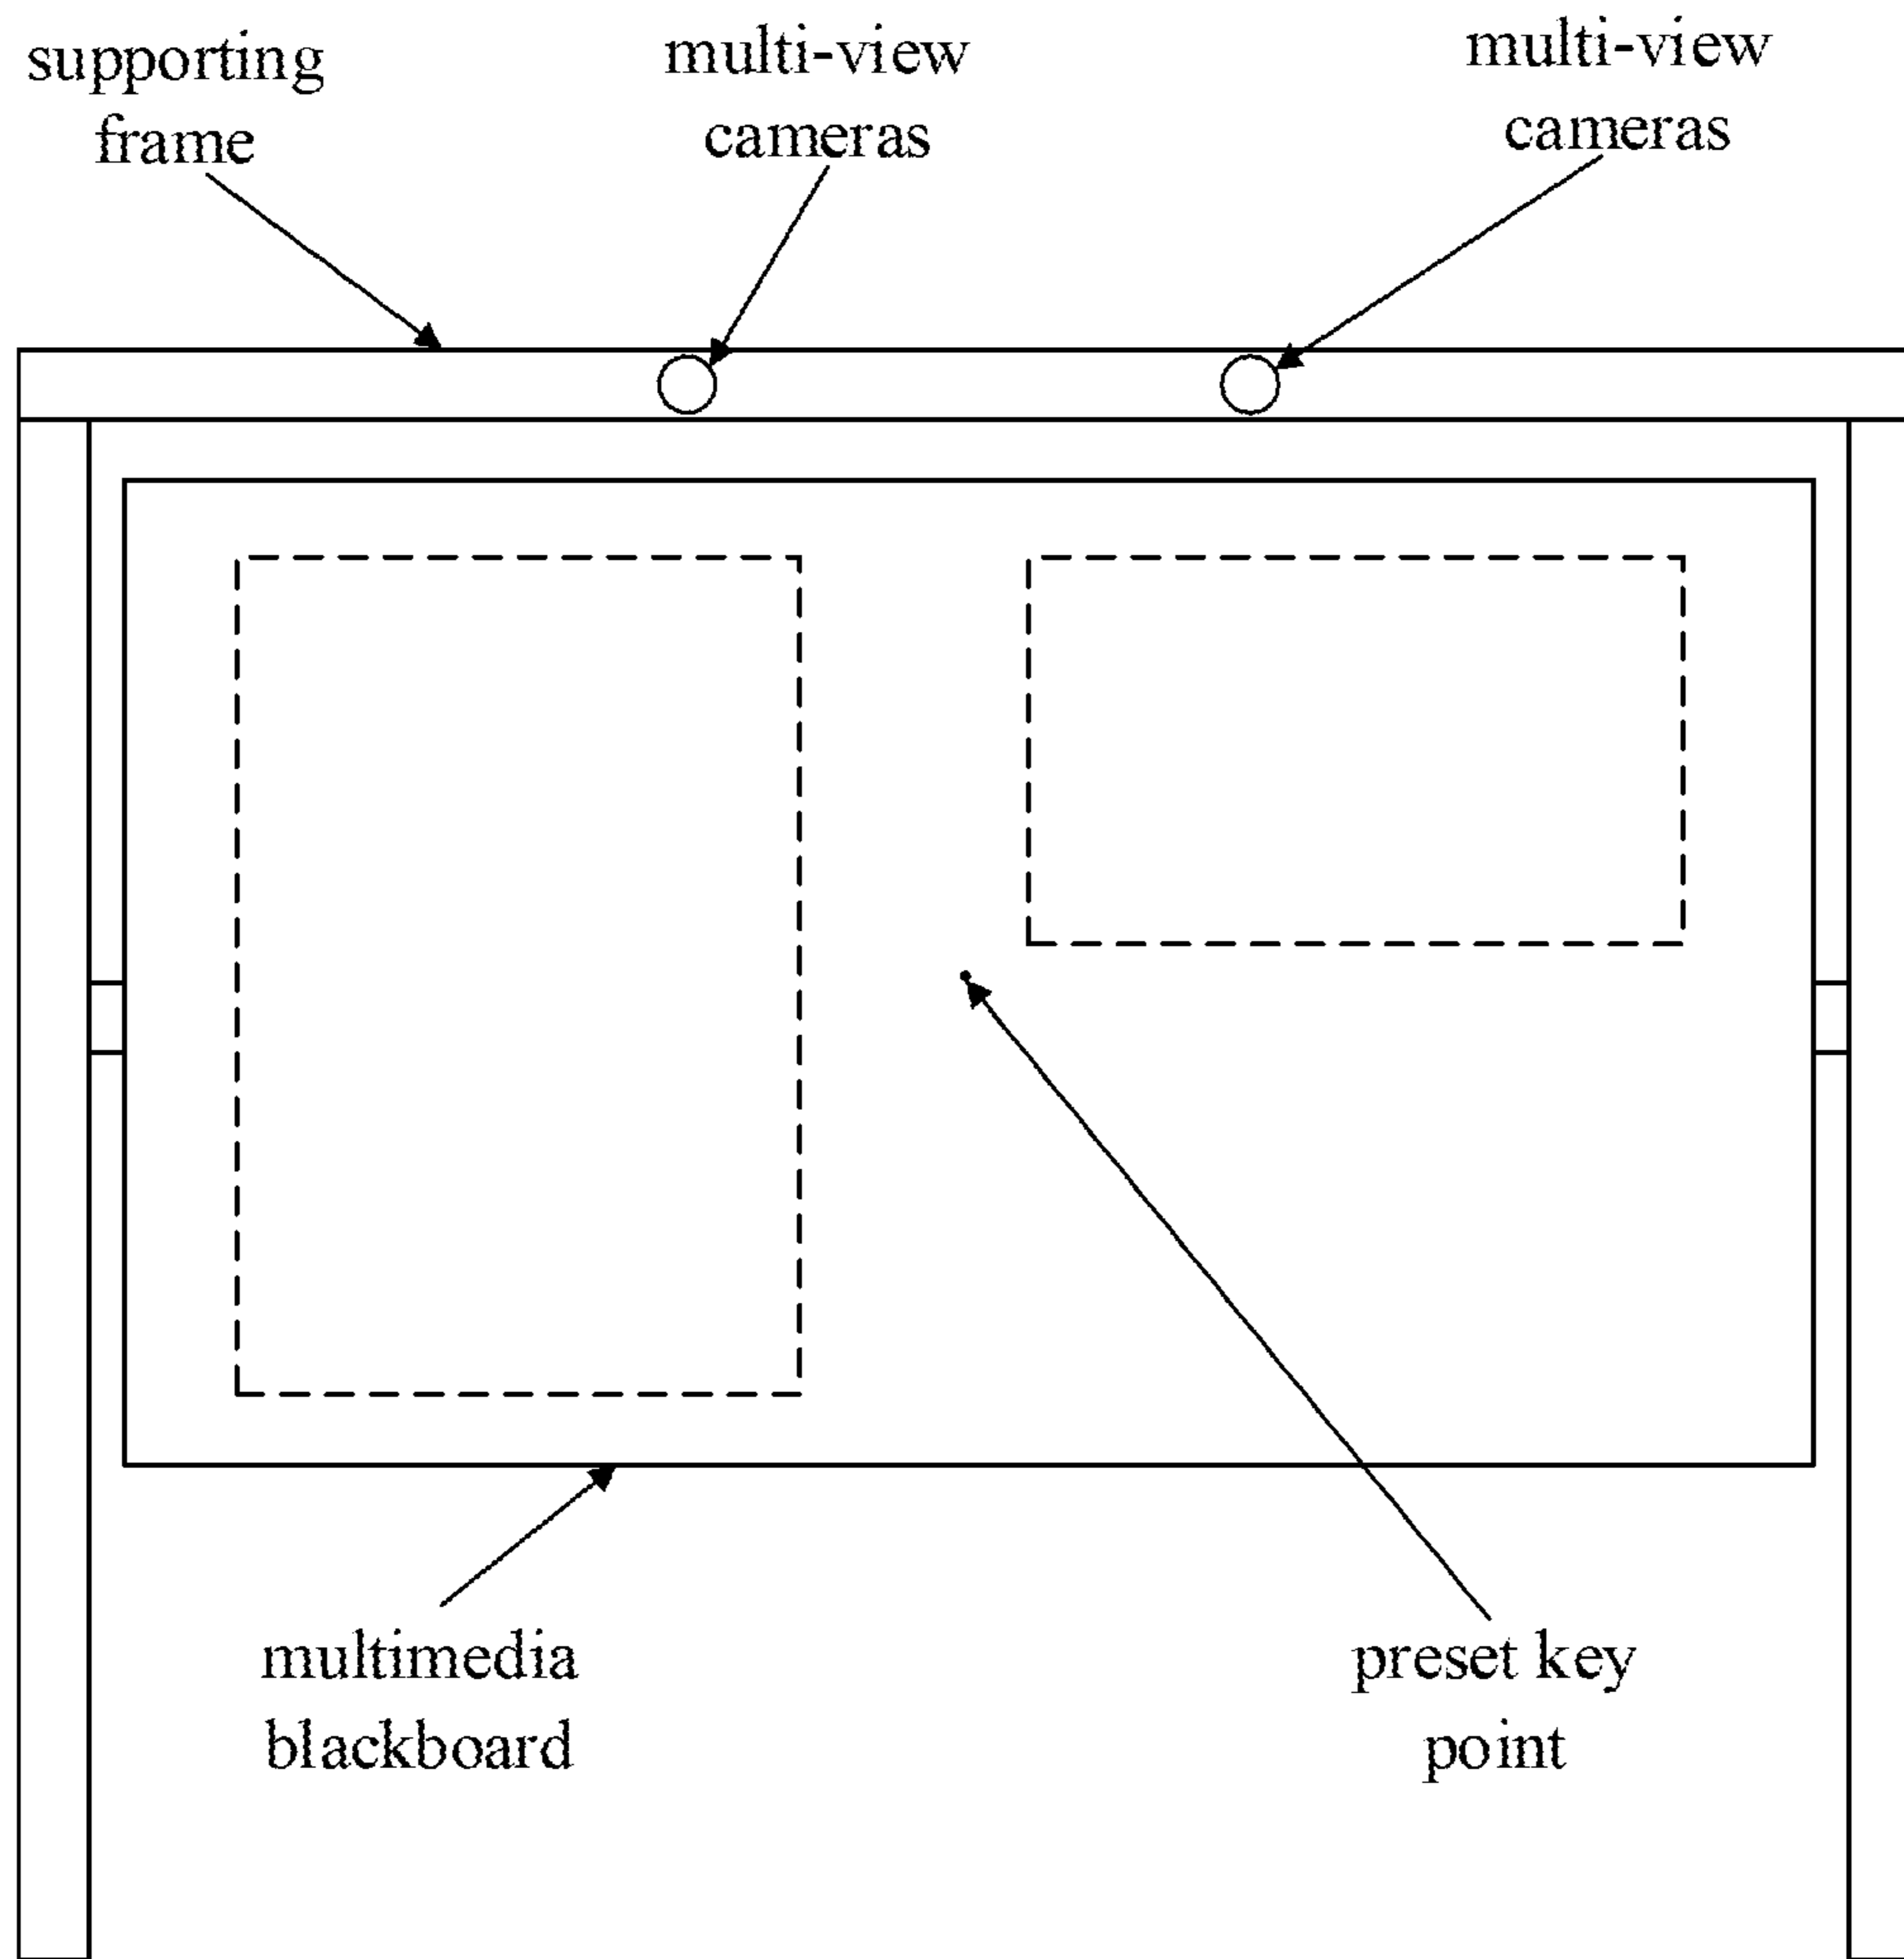 supporting
frame
multi-view
cameras
multi-view
cameras
multimedia
blackboard
preset key
point